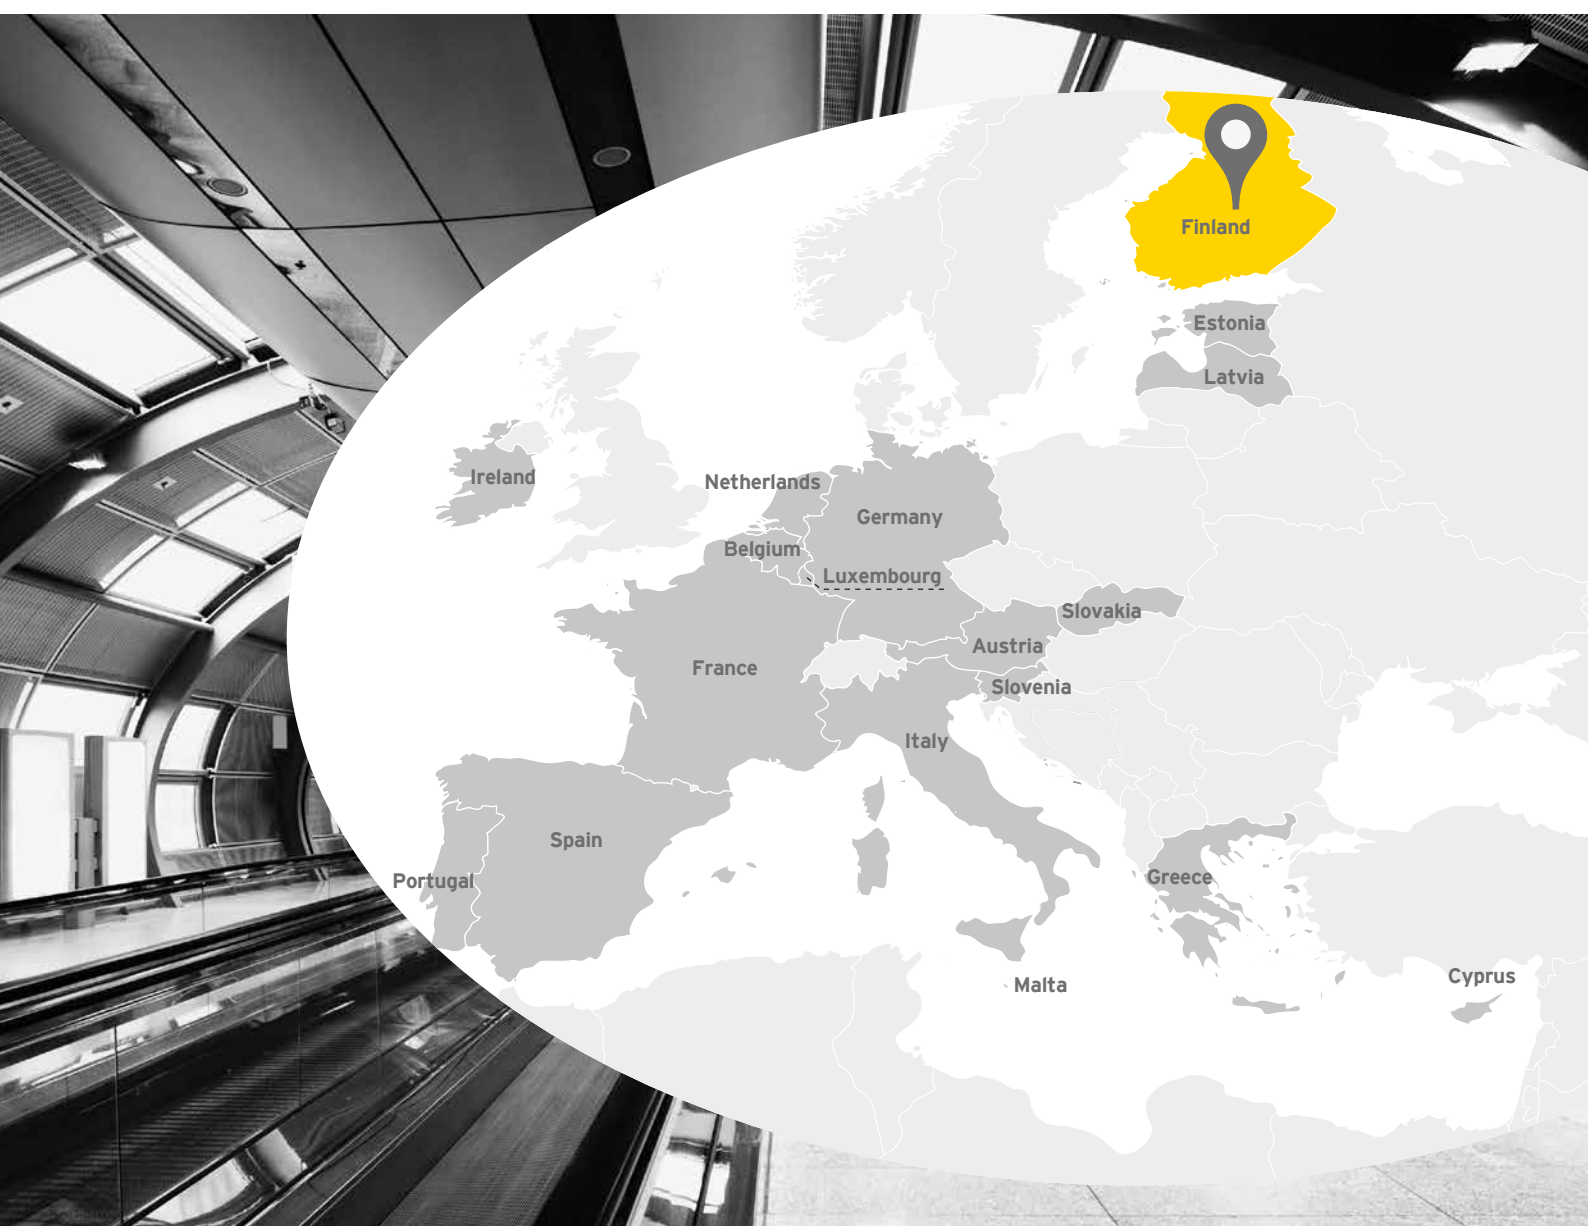 Finland
Estonia
Latvia
Ireland
Netherlands
Germany
Belgium
Luxembourg
Slovakia
Austria
France
Slovenia
Italy
Spain
Portugal
Greece
Malta
Cyprus